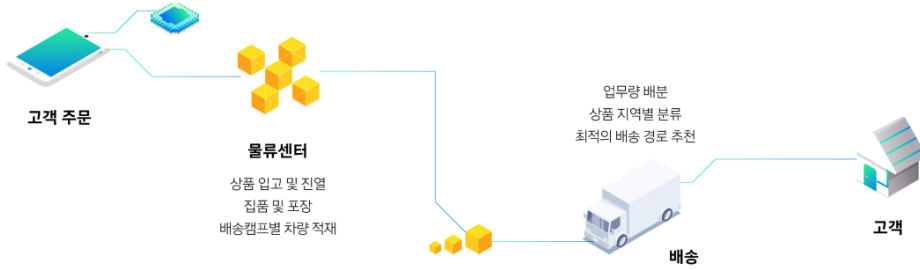 고객 주문
물류센터
상품 입고 및 진열
집품 및 포장
배송캠프별 차량 적재
업무량 배분
상품 지역별 분류
최적의 배송 경로 추천
배송
고객